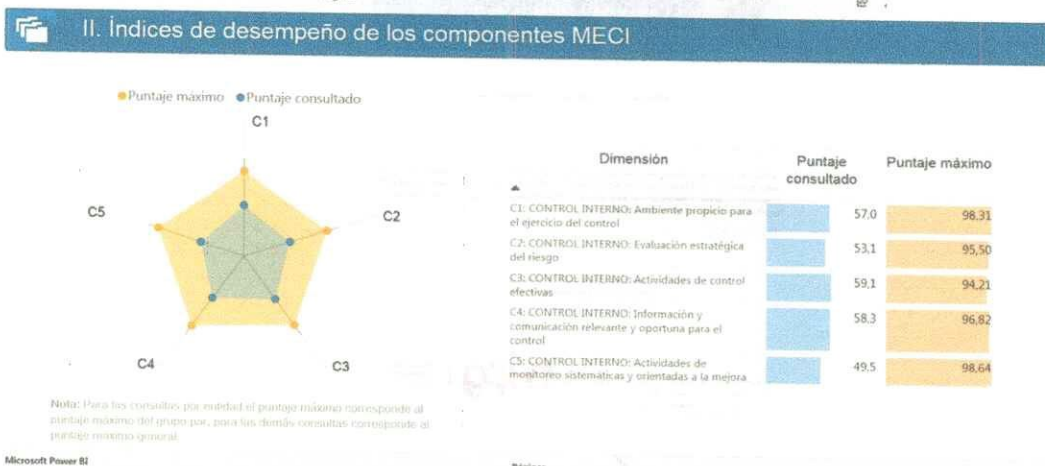 II. Índices de desempeño de los componentes MECI
Puntaje máximo Puntaje consultado
C1
C2
C3
C4
C5
Nota: Para las consultas por entidad el puntaje máximo corresponde al
puntaje máximo del grupo par, para las demás consultas corresponde al
puntaje máximo general.
Dimensión Puntaje consultado Puntaje máximo
C1: CONTROL INTERNO: Ambiente propicio para
el ejercicio del control 57,0 98,31
C2: CONTROL INTERNO: Evaluación estratégica
del riesgo 53,1 95,50
C3: CONTROL INTERNO: Actividades de control
efectivas 59,1 94,21
C4: CONTROL INTERNO: Información y
comunicación relevante y oportuna para el
control 58,3 96,82
C5: CONTROL INTERNO: Actividades de
monitoreo sistemáticas y orientadas a la mejora 49,5 98,64
Microsoft Power BI